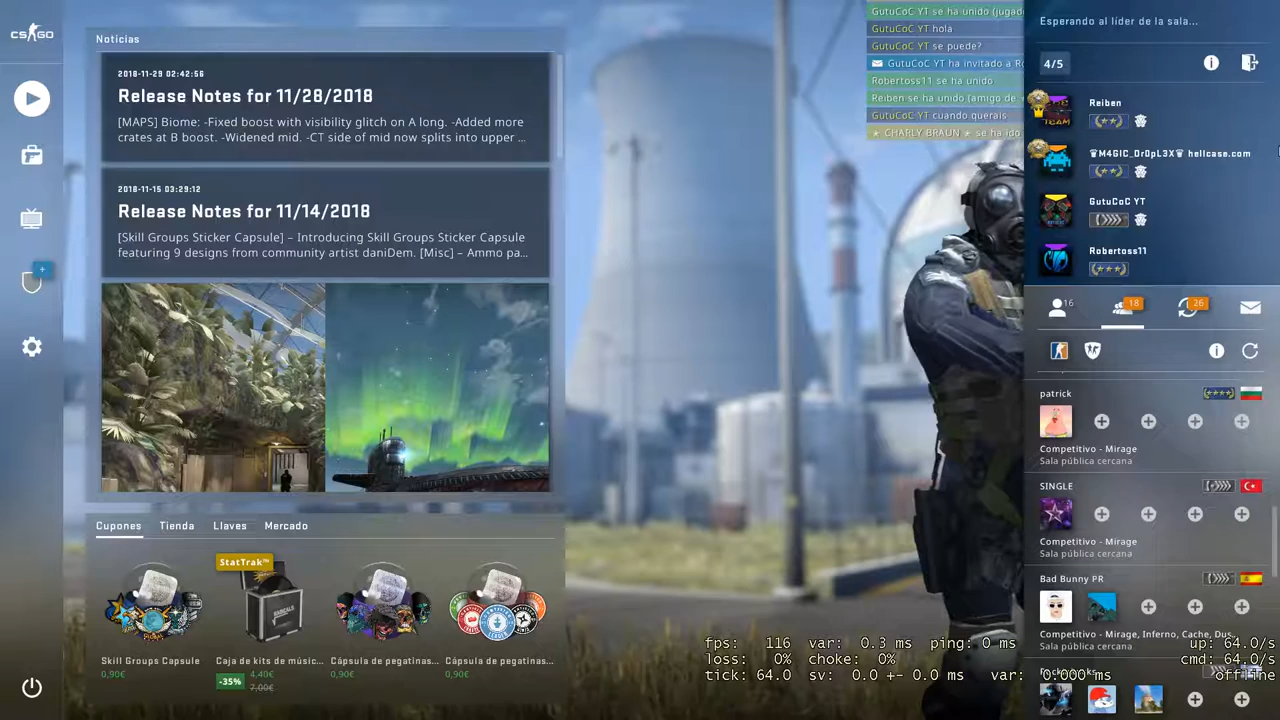 CS GO
Noticias
2018-11-29 02:42:56
Release Notes for 11/28/2018
[MAPS] Biome: -Fixed boost with visibility glitch on A long. -Added more
crates at B boost. -Widened mid. -CT side of mid now splits into upper ...
2018-11-15 03:29:12
Release Notes for 11/14/2018
[Skill Groups Sticker Capsule] – Introducing Skill Groups Sticker Capsule
featuring 9 designs from community artist daniDem. [Misc] – Ammo pa...
Cupones Tienda Llaves Mercado
StatTrak™
Skill Groups Capsule
0,90€
Caja de kits de músic...
-35% 4,40€
7,00€
Cápsula de pegatinas...
0,90€
Cápsula de pegatinas...
0,90€
GutuCoC YT se ha unido (jugad
GutuCoC YT hola
GutuCoC YT se puede?
GutuCoC YT ha invitado a Ro
Robertoss11 se ha unido
Reiben se ha unido (amigo de
GutuCoC YT cuando querais
★ CHARLY BRAUN ★ se ha ido
Esperando al líder de la sala...
4/5
Reiben
♛M4GIC_DrOpL3X♛ hellcase.com
GutuCoC YT
Robertoss11
16 18 26
patrick
Competitivo - Mirage
Sala pública cercana
SINGLE
Competitivo - Mirage
Sala pública cercana
Bad Bunny PR
Competitivo - Mirage, Inferno, Cache, Dus
fps: 116 var: 0.3 ms ping: 0 ms
loss: 0% choke: 0%
tick: 64.0 sv: 0.0 +- 0.0 ms var: 0.000 ms
up: 64.0/s
cmd: 64.0/s
offline